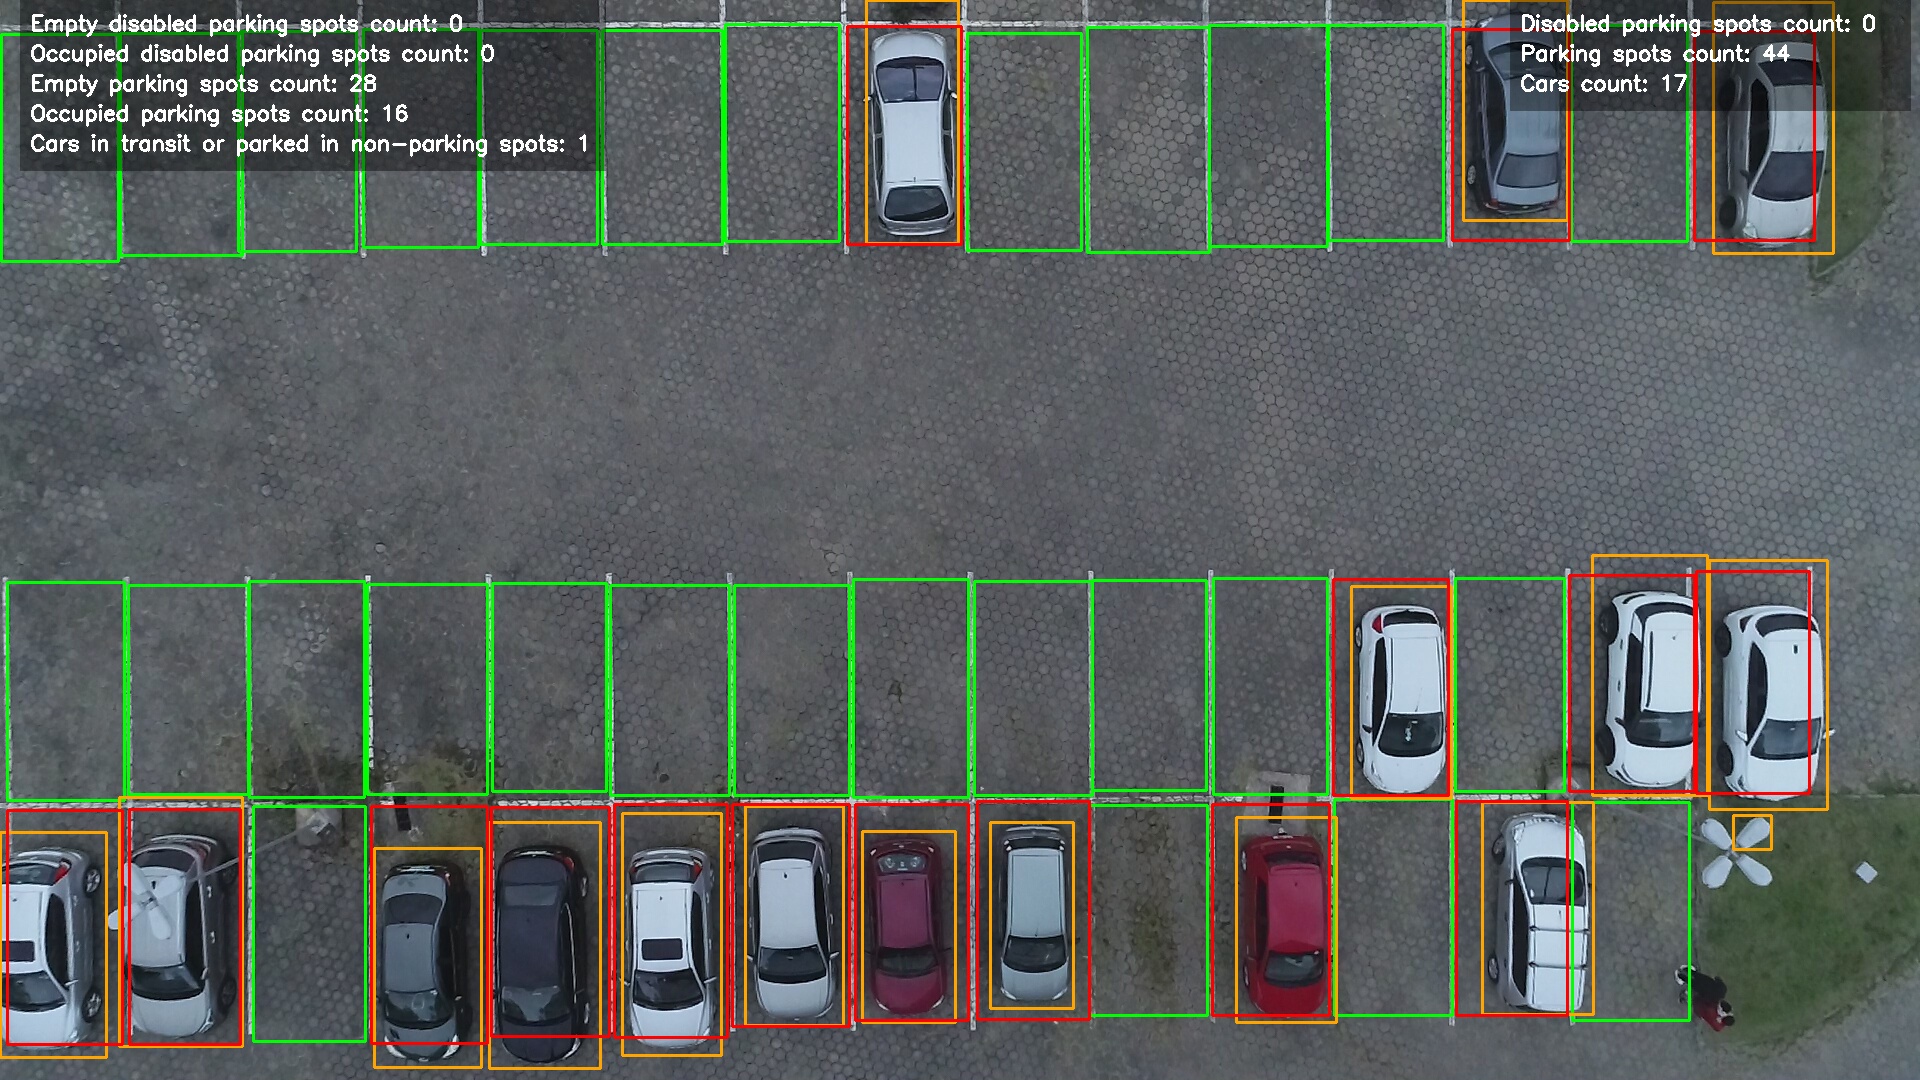 Empty disabled parking spots count: 0
Occupied disabled parking spots count: 0
Empty parking spots count: 28
Occupied parking spots count: 16
Cars in transit or parked in non-parking spots: 1
Disabled parking spots count: 0
Parking spots count: 44
Cars count: 17